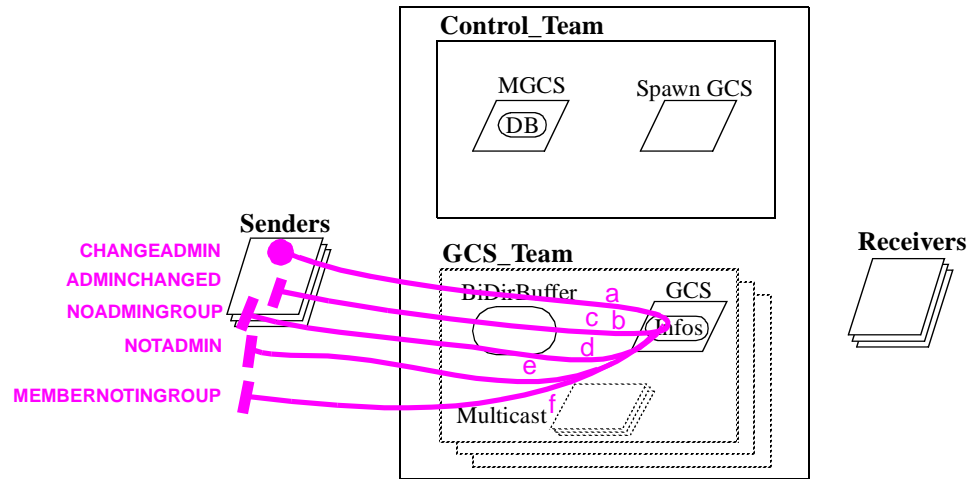 Control_Team
MGCS
Spawn GCS
DB
Senders
CHANGEADMIN
ADMINCHANGED
NOADMINGROUP
NOTADMIN
MEMBERNOTINGROUP
GCS_Team
BiDirBuffer
a
GCS
c b
Infos
d
e
f
Multicast
Receivers